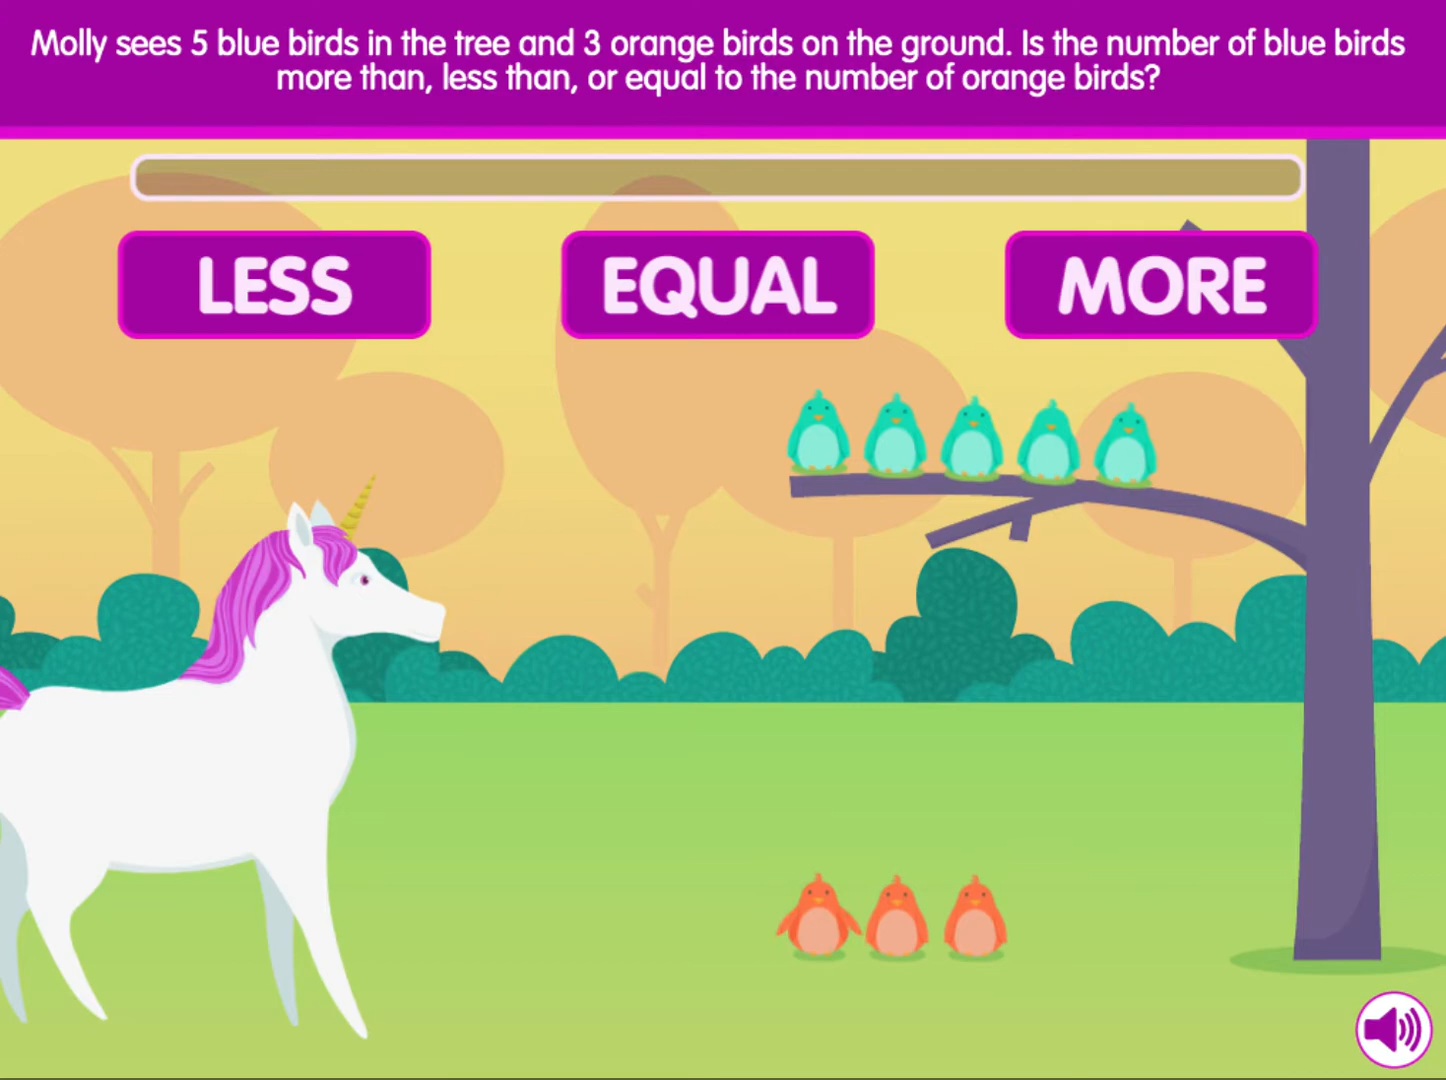 Molly sees 5 blue birds in the tree and 3 orange birds on the ground. Is the number of blue birds
more than, less than, or equal to the number of orange birds?
LESS
EQUAL
MORE